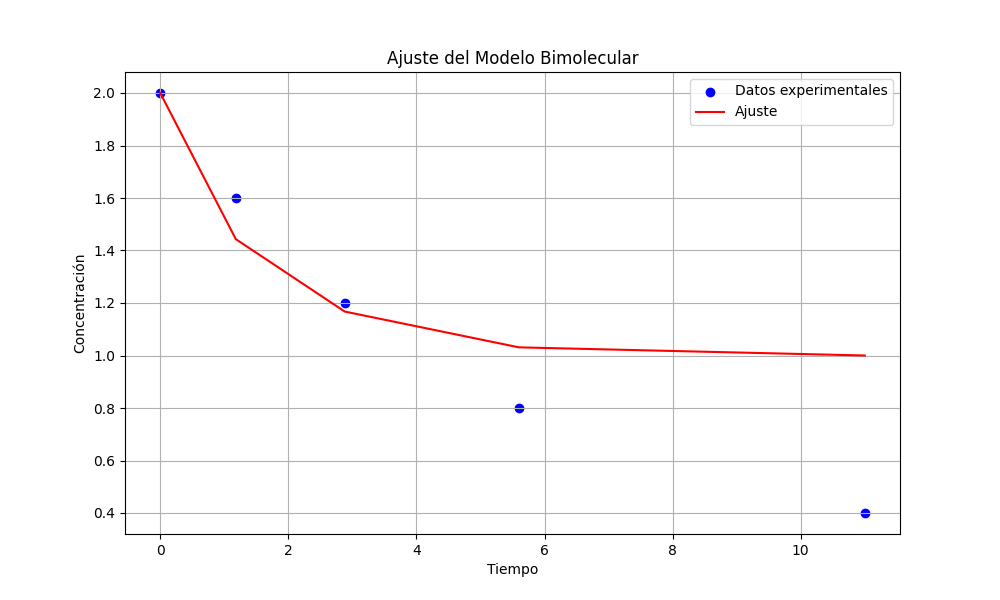 Ajuste del Modelo Bimolecular
Datos experimentales
Ajuste
Concentración
2.0
1.8
1.6
1.4
1.2
1.0
0.8
0.6
0.4
0 2 4 6 8 10
Tiempo